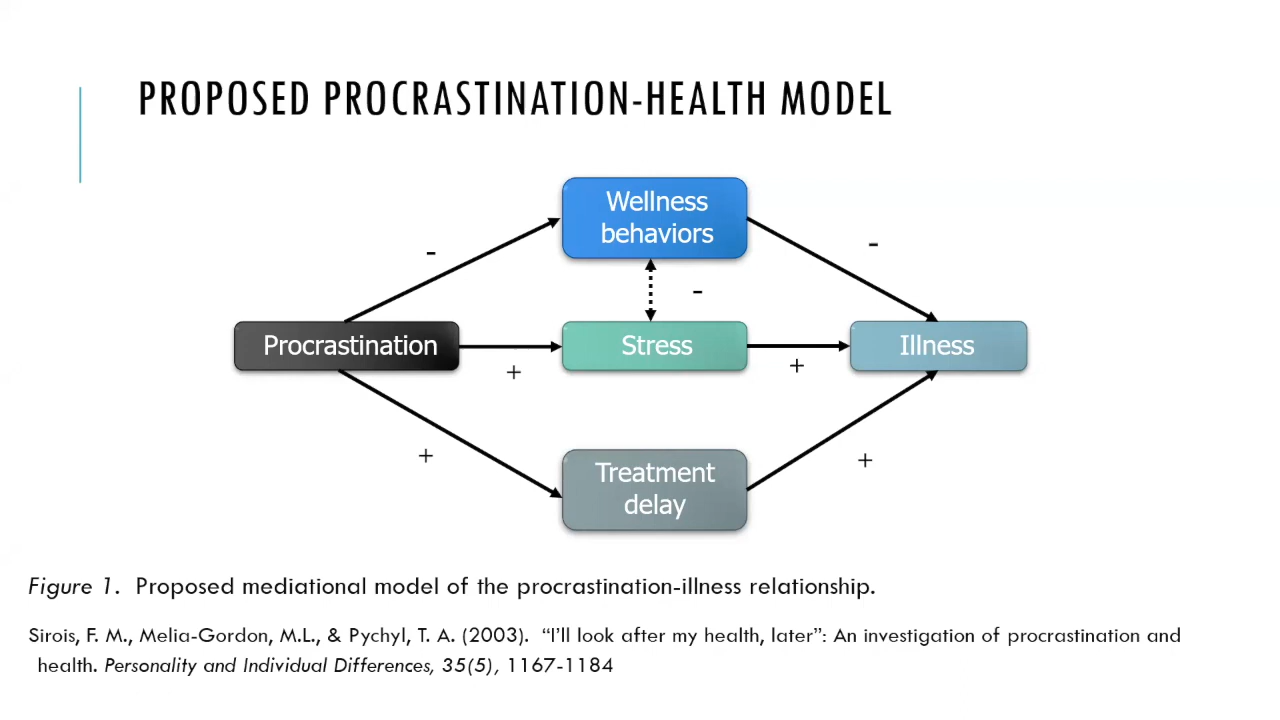 PROPOSED PROCRASTINATION-HEALTH MODEL
Wellness
behaviors
-
-
-
Procrastination
Stress
Illness
+
+
Treatment
delay
+
+
Figure 1. Proposed mediational model of the procrastination-illness relationship.
Sirois, F. M., Melia-Gordon, M.L., & Pychyl, T. A. (2003). “I’ll look after my health, later”: An investigation of procrastination and
health. Personality and Individual Differences, 35(5), 1167-1184